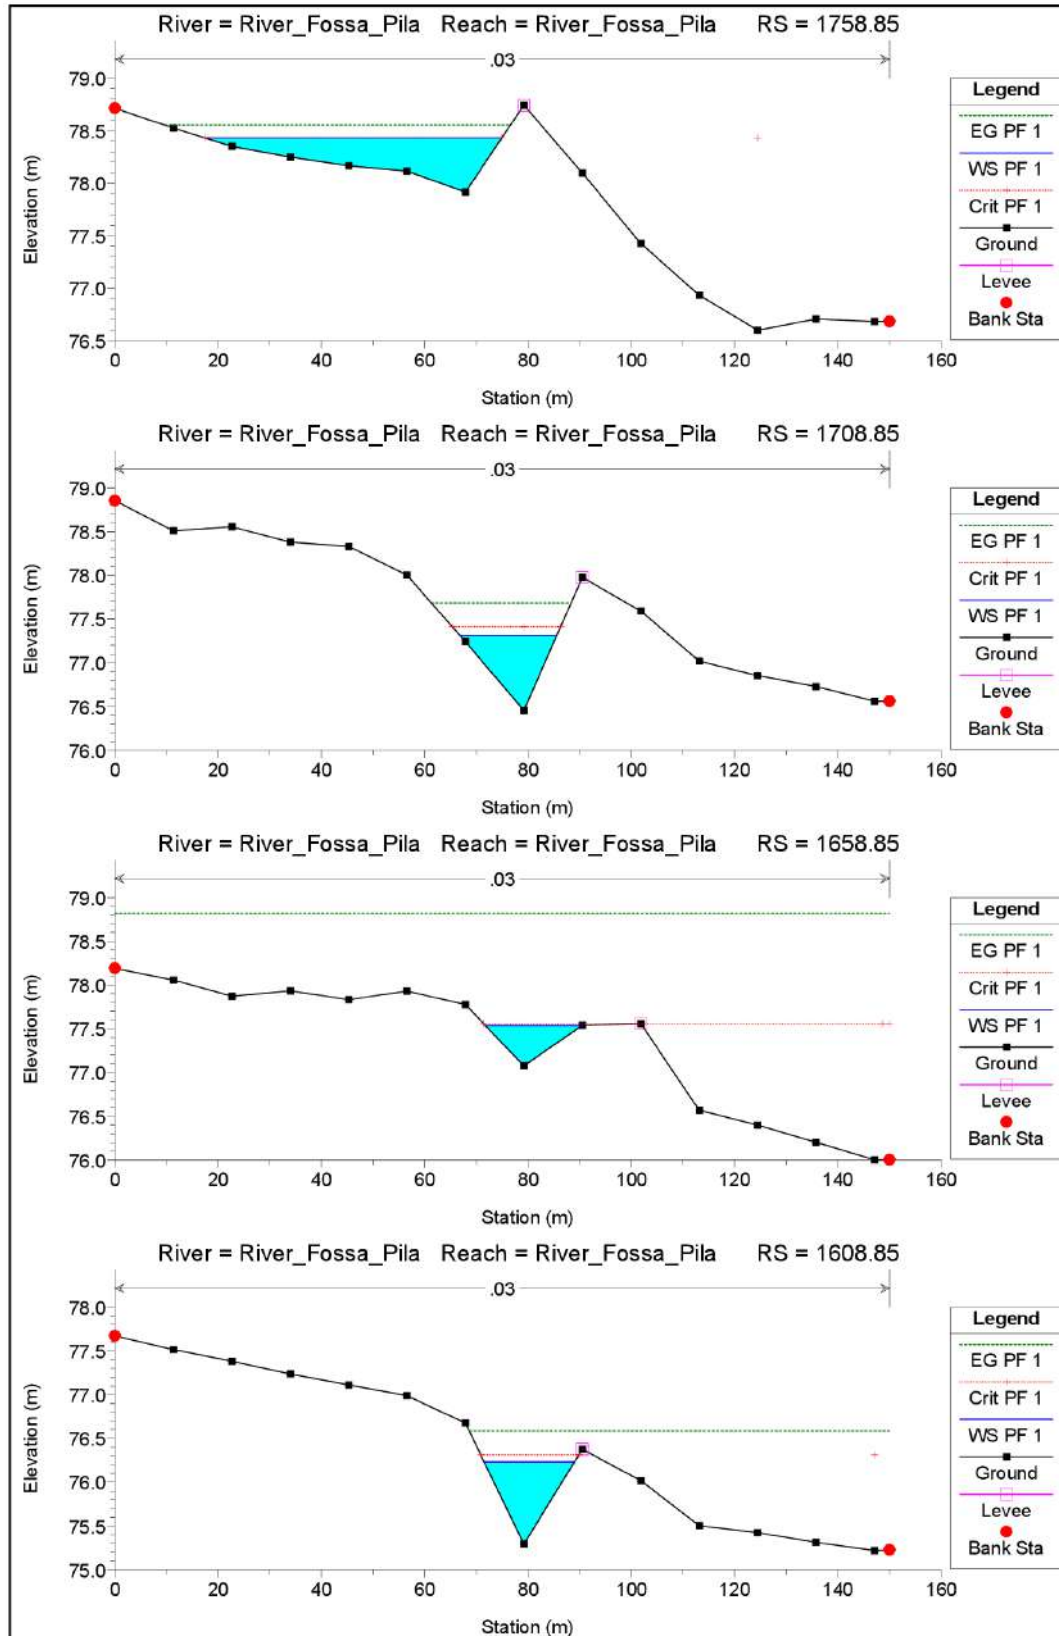 River = River_Fossa_Pila Reach = River_Fossa_Pila RS = 1758.85
.03
79.0
78.5
78.0
77.5
77.0
76.5
Elevation (m)
0 20 40 60 80 100 120 140 160
Station (m)
Legend
EG PF 1
WS PF 1
Crit PF 1
Ground
Levee
Bank Sta
River = River_Fossa_Pila Reach = River_Fossa_Pila RS = 1708.85
.03
79.0
78.5
78.0
77.5
77.0
76.5
76.0
Elevation (m)
0 20 40 60 80 100 120 140 160
Station (m)
Legend
EG PF 1
Crit PF 1
WS PF 1
Ground
Levee
Bank Sta
River = River_Fossa_Pila Reach = River_Fossa_Pila RS = 1658.85
.03
79.0
78.5
78.0
77.5
77.0
76.5
76.0
Elevation (m)
0 20 40 60 80 100 120 140 160
Station (m)
Legend
EG PF 1
Crit PF 1
WS PF 1
Ground
Levee
Bank Sta
River = River_Fossa_Pila Reach = River_Fossa_Pila RS = 1608.85
.03
78.0
77.5
77.0
76.5
76.0
75.5
75.0
Elevation (m)
0 20 40 60 80 100 120 140 160
Station (m)
Legend
EG PF 1
Crit PF 1
WS PF 1
Ground
Levee
Bank Sta